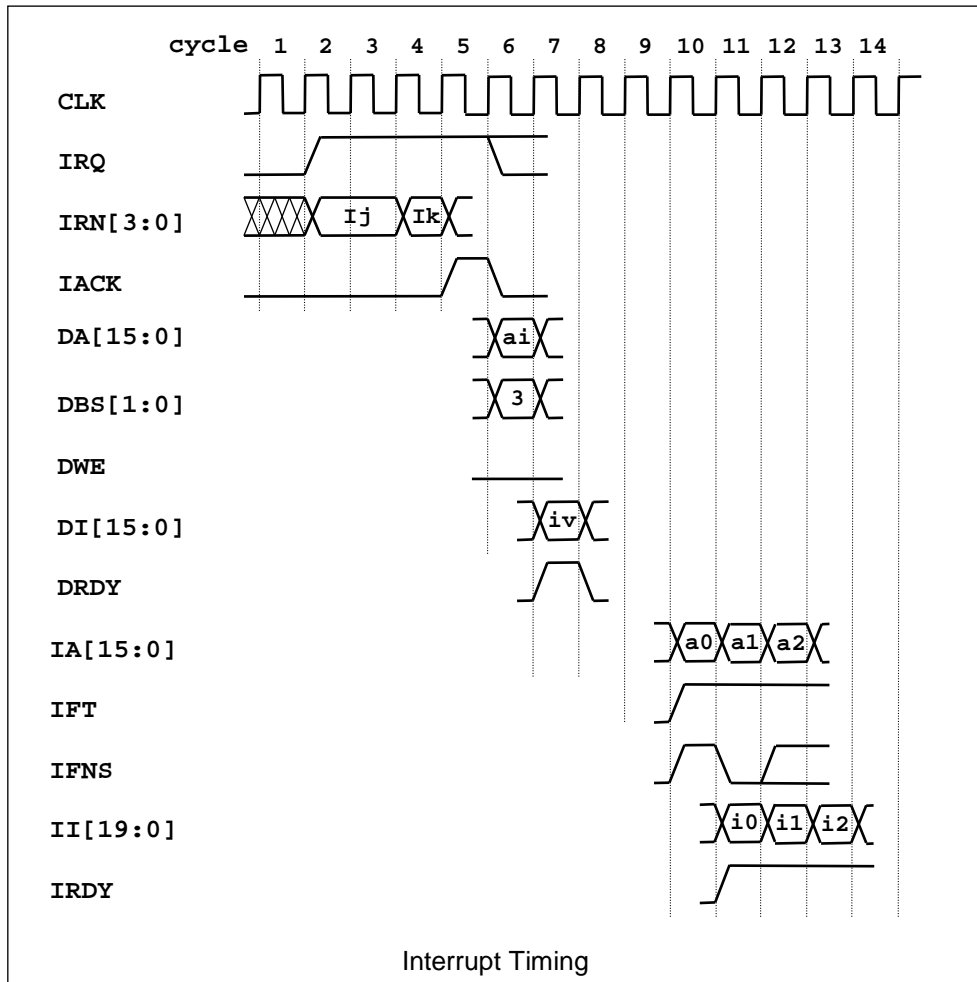 cycle 1 2 3 4 5 6 7 8 9 10 11 12 13 14
CLK
IRQ
IRN[3:0] Ij Ik
IACK
DA[15:0] ai
DBS[1:0] 3
DWE
DI[15:0] iv
DRDY
IA[15:0] a0 a1 a2
IFT
IFNS
II[19:0] i0 i1 i2
IRDY
Interrupt Timing